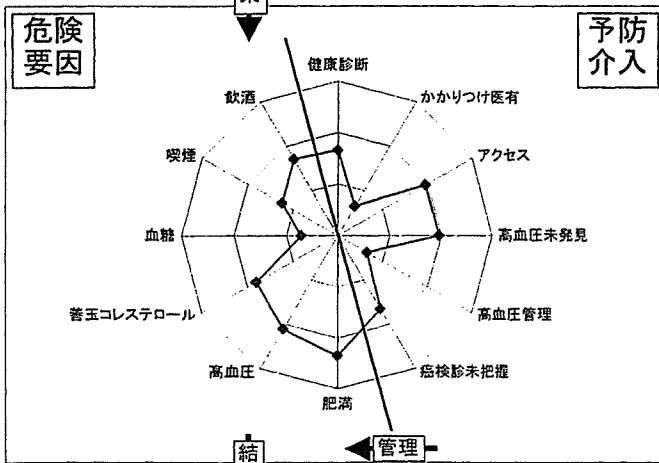 危険
要因
予防
介入
健康診断
飲酒
かかりつけ医有
喫煙
アクセス
血糖
高血圧未発見
善玉コレステロール
高血圧管理
高血圧
癌検診未把握
肥満
結
管理